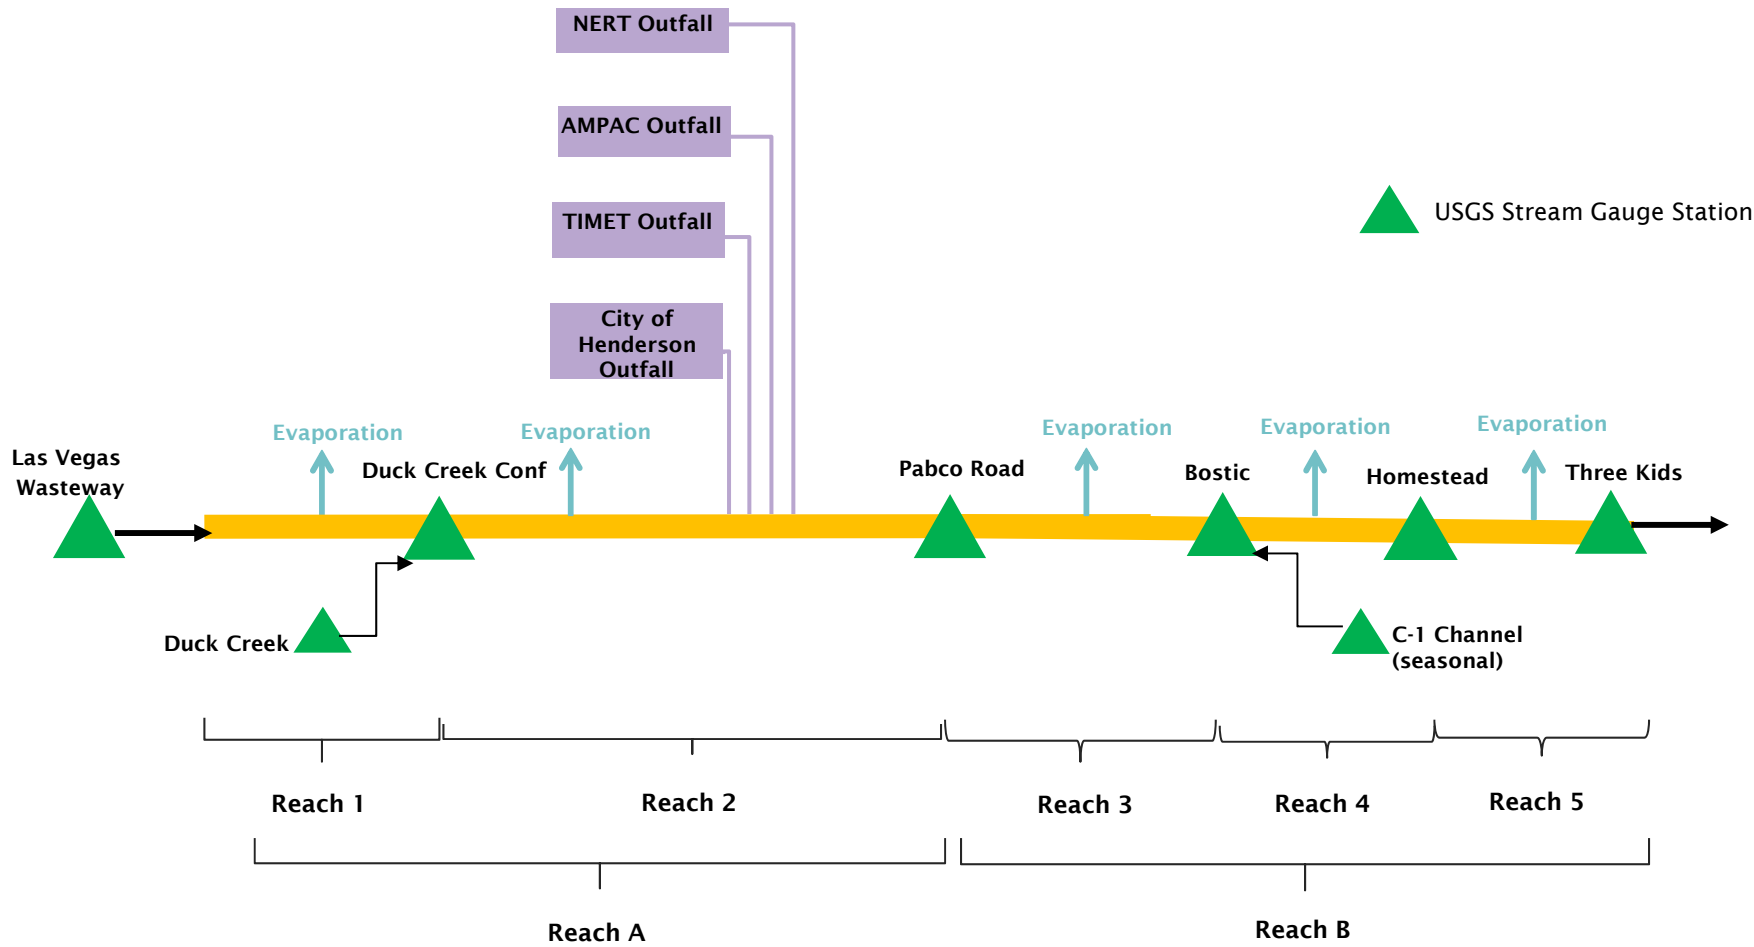 NERT Outfall
AMPAC Outfall
TIMET Outfall
USGS Stream Gauge Station
City of
Henderson
Outfall
Evaporation
Evaporation
Evaporation
Evaporation
Evaporation
Las Vegas
Wasteway
Duck Creek Conf
Pabco Road
Bostic
Homestead
Three Kids
Duck Creek
C-1 Channel
(seasonal)
Reach 1
Reach 2
Reach 3
Reach 4
Reach 5
Reach A
Reach B